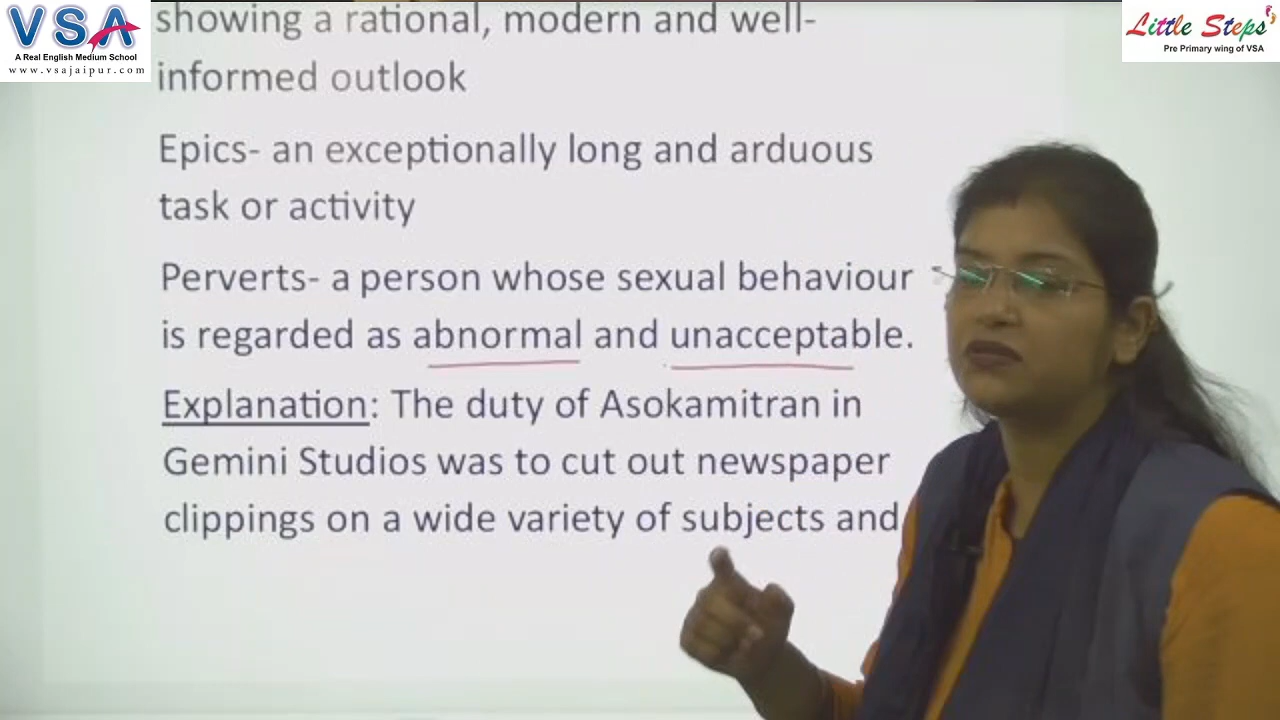 VSA
A Real English Medium School
www.vsajaipur.com
Little Steps
Pre Primary wing of VSA
showing a rational, modern and well-
informed outlook
Epics- an exceptionally long and arduous
task or activity
Perverts- a person whose sexual behaviour
is regarded as abnormal and unacceptable.
Explanation: The duty of Asokamitran in
Gemini Studios was to cut out newspaper
clippings on a wide variety of subjects and